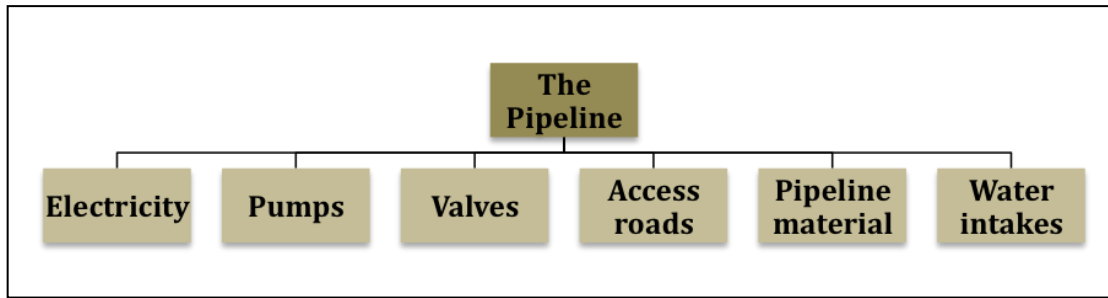 The
Pipeline
Electricity
Pumps
Valves
Access
roads
Pipeline
material
Water
intakes